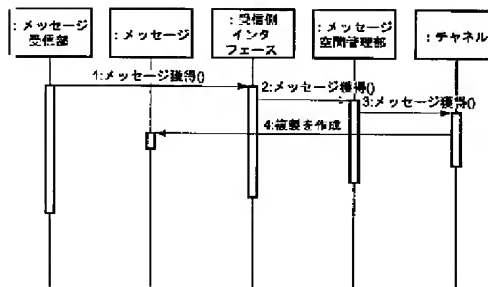 : メッセージ
受信部
: メッセージ
: 受信側
インタ
フェース
: メッセージ
空間管理部
: チャネル
1:メッセージ獲得()
2:メッセージ獲得()
3:メッセージ獲得()
4:複製を作成